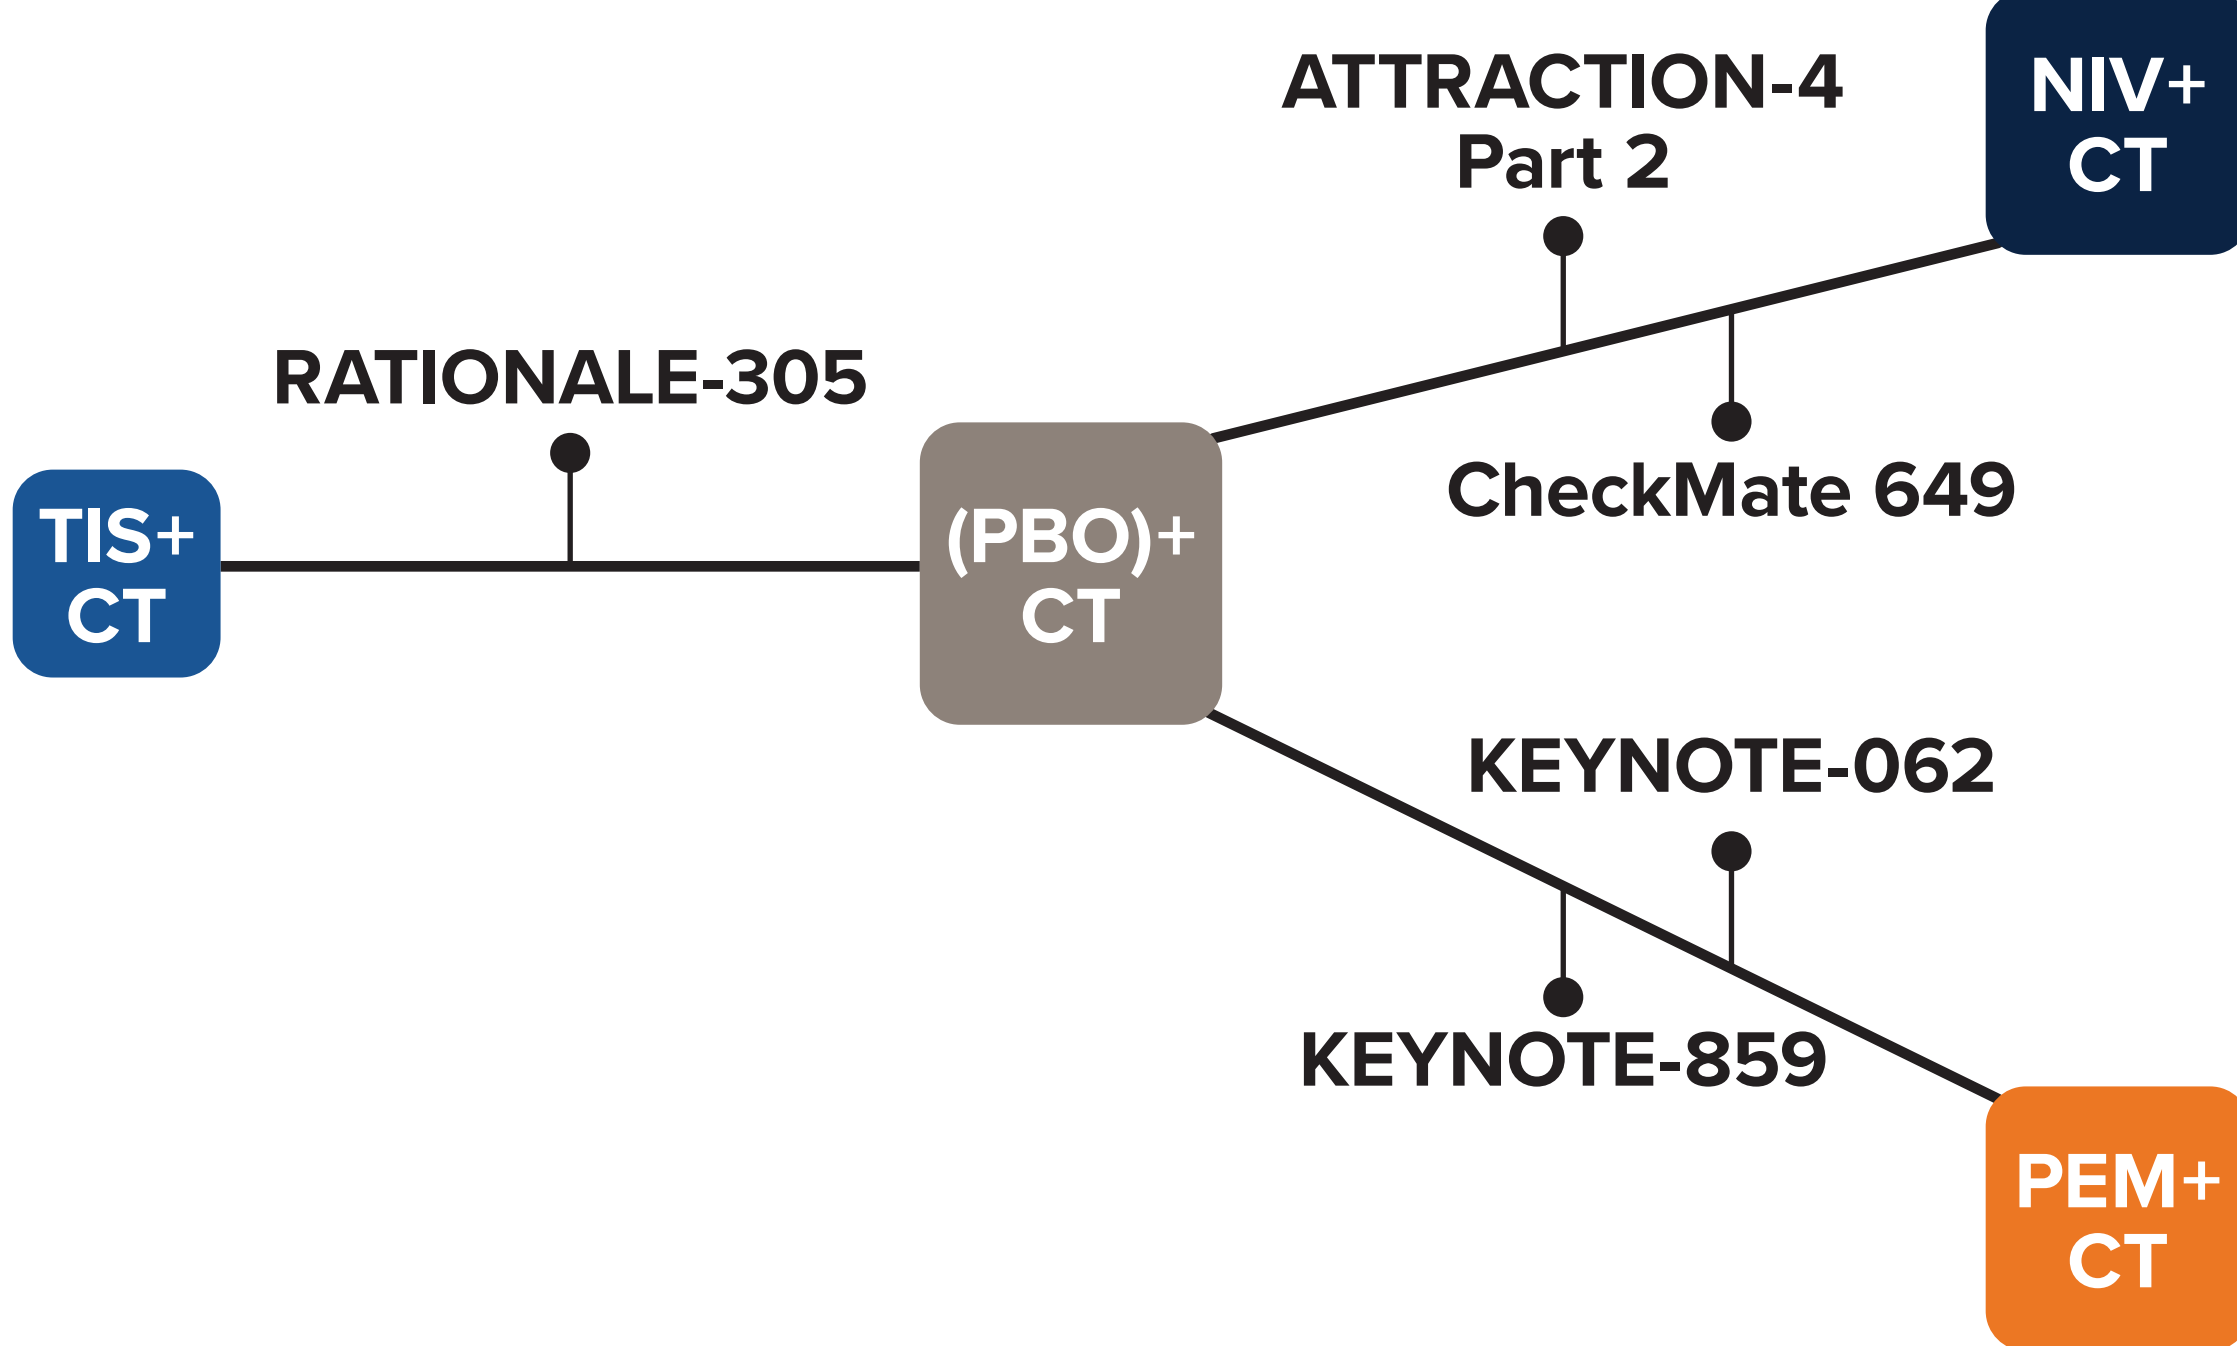 ATTRACTION-4
Part 2
NIV+
CT
RATIONALE-305
CheckMate 649
TIS+
CT
(PBO)+
CT
KEYNOTE-062
KEYNOTE-859
PEM+
CT